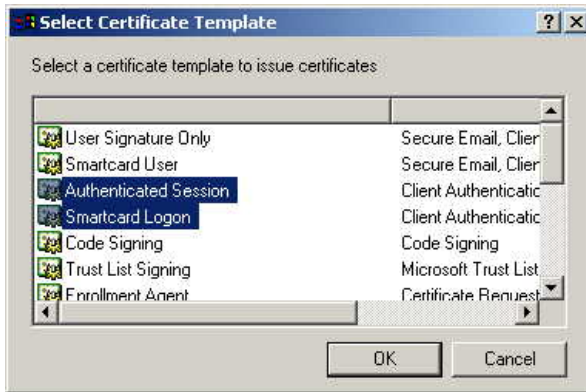 Select Certificate Template
Select a certificate template to issue certificates
User Signature Only Secure Email, Clien
Smartcard User Secure Email, Clien
Authenticated Session Client Authenticatic
Smartcard Logon Client Authenticatic
Code Signing Code Signing
Trust List Signing Microsoft Trust List
Enrollment Agent Certificate Request
OK Cancel